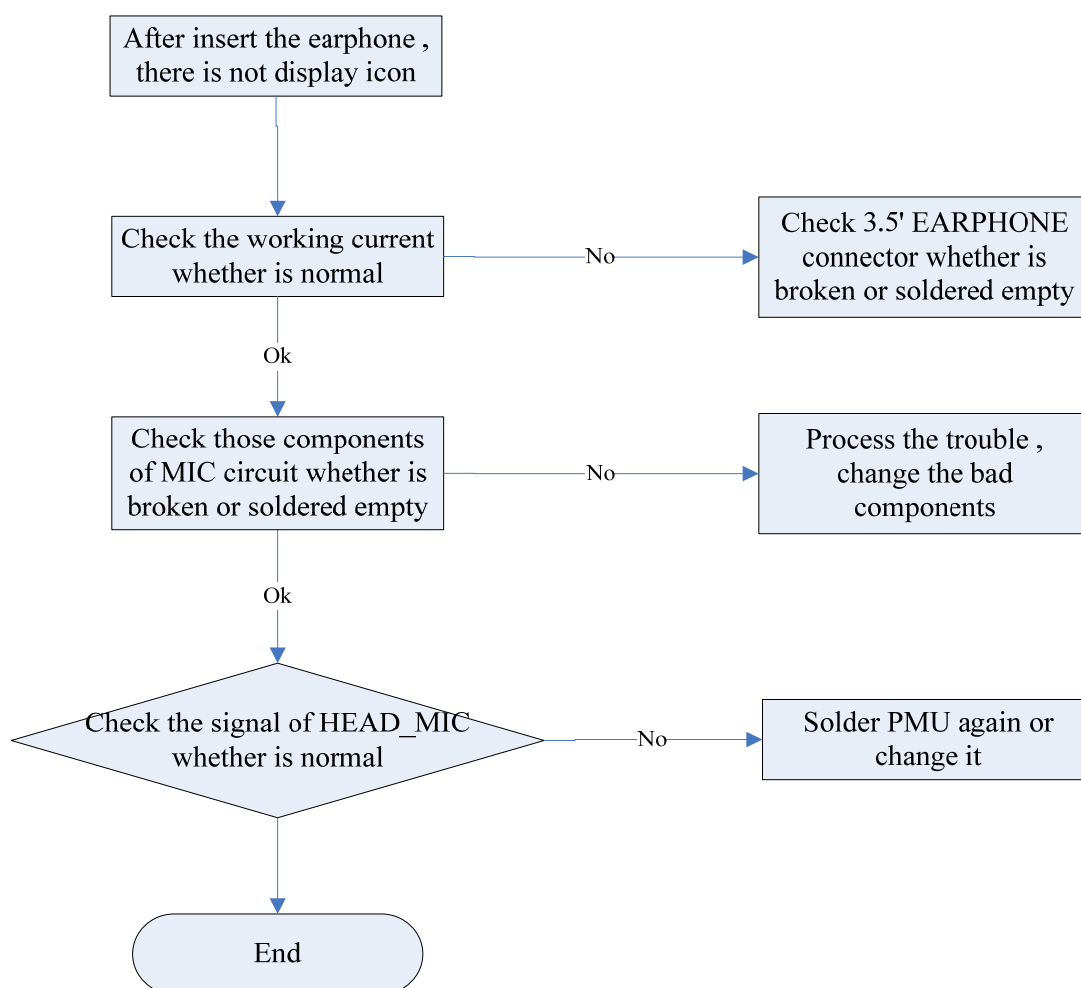 After insert the earphone ,
there is not display icon
Check the working current
whether is normal
No
Check 3.5' EARPHONE
connector whether is
broken or soldered empty
Ok
Check those components
of MIC circuit whether is
broken or soldered empty
No
Process the trouble ,
change the bad
components
Ok
Check the signal of HEAD_MIC
whether is normal
No
Solder PMU again or
change it
End